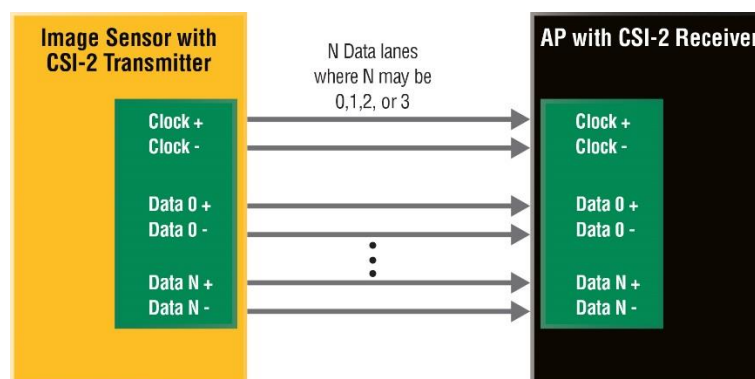 Image Sensor with
CSI-2 Transmitter
N Data lanes
where N may be
0,1,2, or 3
AP with CSI-2 Receiver
Clock +
Clock -
Data 0 +
Data 0 -
Data N +
Data N -
Clock +
Clock -
Data 0 +
Data 0 -
Data N +
Data N -